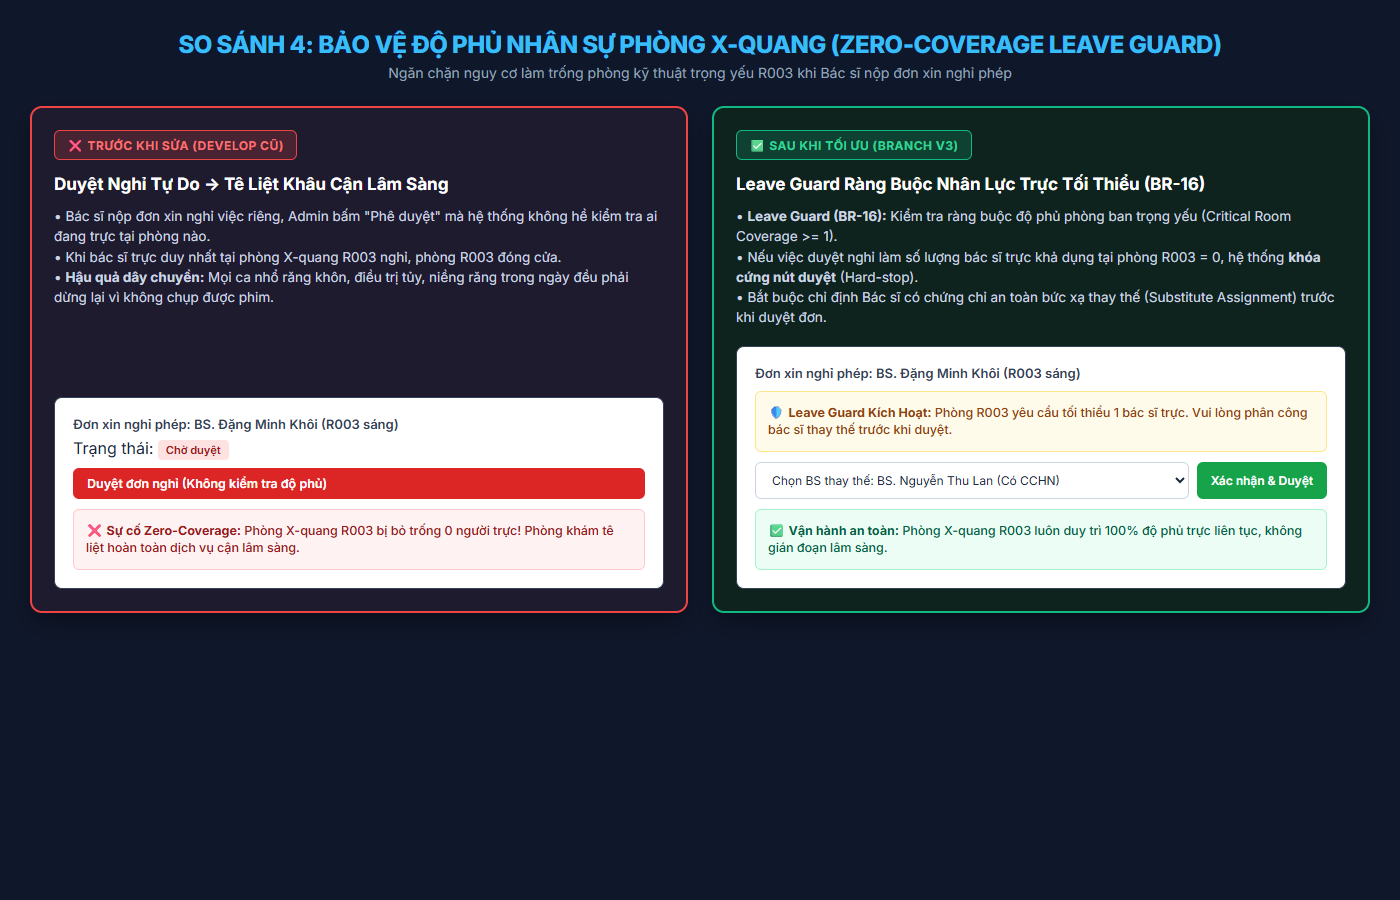 SO SÁNH 4: BẢO VỆ ĐỘ PHỦ NHÂN SỰ PHÒNG X-QUANG (ZERO-COVERAGE LEAVE GUARD)
Ngăn chặn nguy cơ làm trống phòng kỹ thuật trọng yếu R003 khi Bác sĩ nộp đơn xin nghỉ phép
❌ TRƯỚC KHI SỬA (DEVELOP CŨ)
Duyệt Nghỉ Tự Do → Tê Liệt Khâu Cận Lâm Sàng
• Bác sĩ nộp đơn xin nghỉ việc riêng, Admin bấm "Phê duyệt" mà hệ thống không hề kiểm tra ai
đang trực tại phòng nào.
• Khi bác sĩ trực duy nhất tại phòng X-quang R003 nghỉ, phòng R003 đóng cửa.
• Hậu quả dây chuyền: Mọi ca nhổ răng khôn, điều trị tủy, niềng răng trong ngày đều phải
dừng lại vì không chụp được phim.
Đơn xin nghỉ phép: BS. Đặng Minh Khôi (R003 sáng)
Trạng thái: Chờ duyệt
Duyệt đơn nghỉ (Không kiểm tra độ phủ)
❌ Sự cố Zero-Coverage: Phòng X-quang R003 bị bỏ trống 0 người trực! Phòng khám tê
liệt hoàn toàn dịch vụ cận lâm sàng.
✅ SAU KHI TỐI ƯU (BRANCH V3)
Leave Guard Ràng Buộc Nhân Lực Trực Tối Thiểu (BR-16)
• Leave Guard (BR-16): Kiểm tra ràng buộc độ phủ phòng ban trọng yếu (Critical Room
Coverage >= 1).
• Nếu việc duyệt nghỉ làm số lượng bác sĩ trực khả dụng tại phòng R003 = 0, hệ thống khóa
cứng nút duyệt (Hard-stop).
• Bắt buộc chỉ định Bác sĩ có chứng chỉ an toàn bức xạ thay thế (Substitute Assignment) trước
khi duyệt đơn.
Đơn xin nghỉ phép: BS. Đặng Minh Khôi (R003 sáng)
🛡️ Leave Guard Kích Hoạt: Phòng R003 yêu cầu tối thiểu 1 bác sĩ trực. Vui lòng phân công
bác sĩ thay thế trước khi duyệt.
Chọn BS thay thế: BS. Nguyễn Thu Lan (Có CCHN)
Xác nhận & Duyệt
✅ Vận hành an toàn: Phòng X-quang R003 luôn duy trì 100% độ phủ trực liên tục, không
gián đoạn lâm sàng.